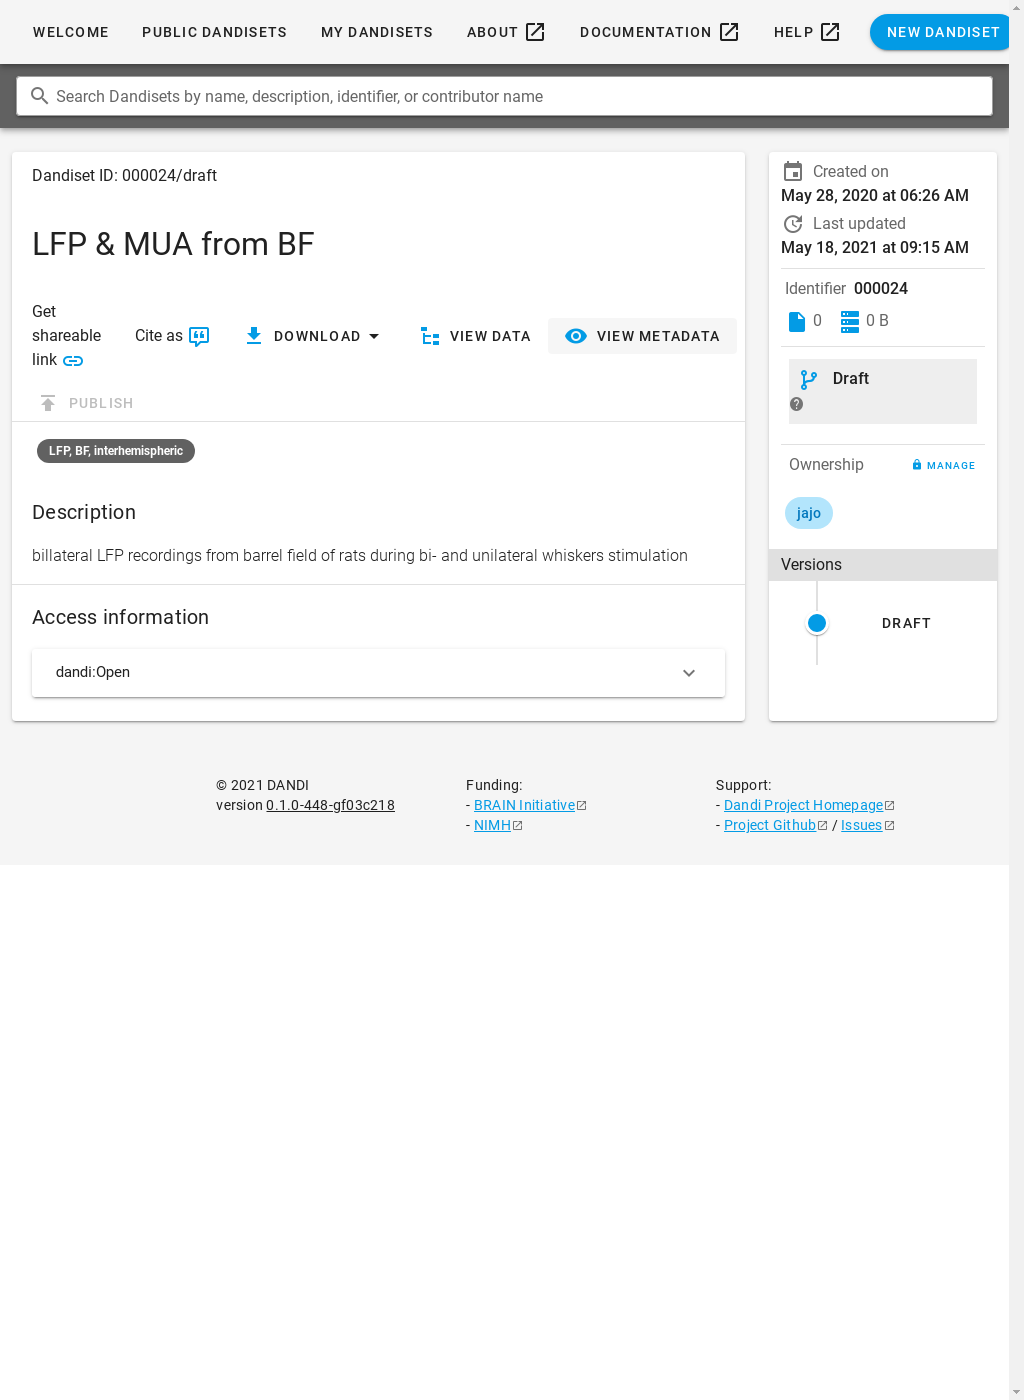 WELCOME
PUBLIC DANDISETS
MY DANDISETS
ABOUT
DOCUMENTATION
HELP
NEW DANDISET
Search Dandisets by name, description, identifier, or contributor name
Dandiset ID: 000024/draft
LFP & MUA from BF
Get
shareable
link
Cite as
DOWNLOAD
VIEW DATA
VIEW METADATA
PUBLISH
LFP, BF, interhemispheric
Description
billateral LFP recordings from barrel field of rats during bi- and unilateral whiskers stimulation
Access information
dandi:Open
Created on
May 28, 2020 at 06:26 AM
Last updated
May 18, 2021 at 09:15 AM
Identifier 000024
0
0 B
Draft
Ownership
MANAGE
jajo
Versions
DRAFT
© 2021 DANDI
version 0.1.0-448-gf03c218
Funding:
- BRAIN Initiative
- NIMH
Support:
- Dandi Project Homepage
- Project Github / Issues